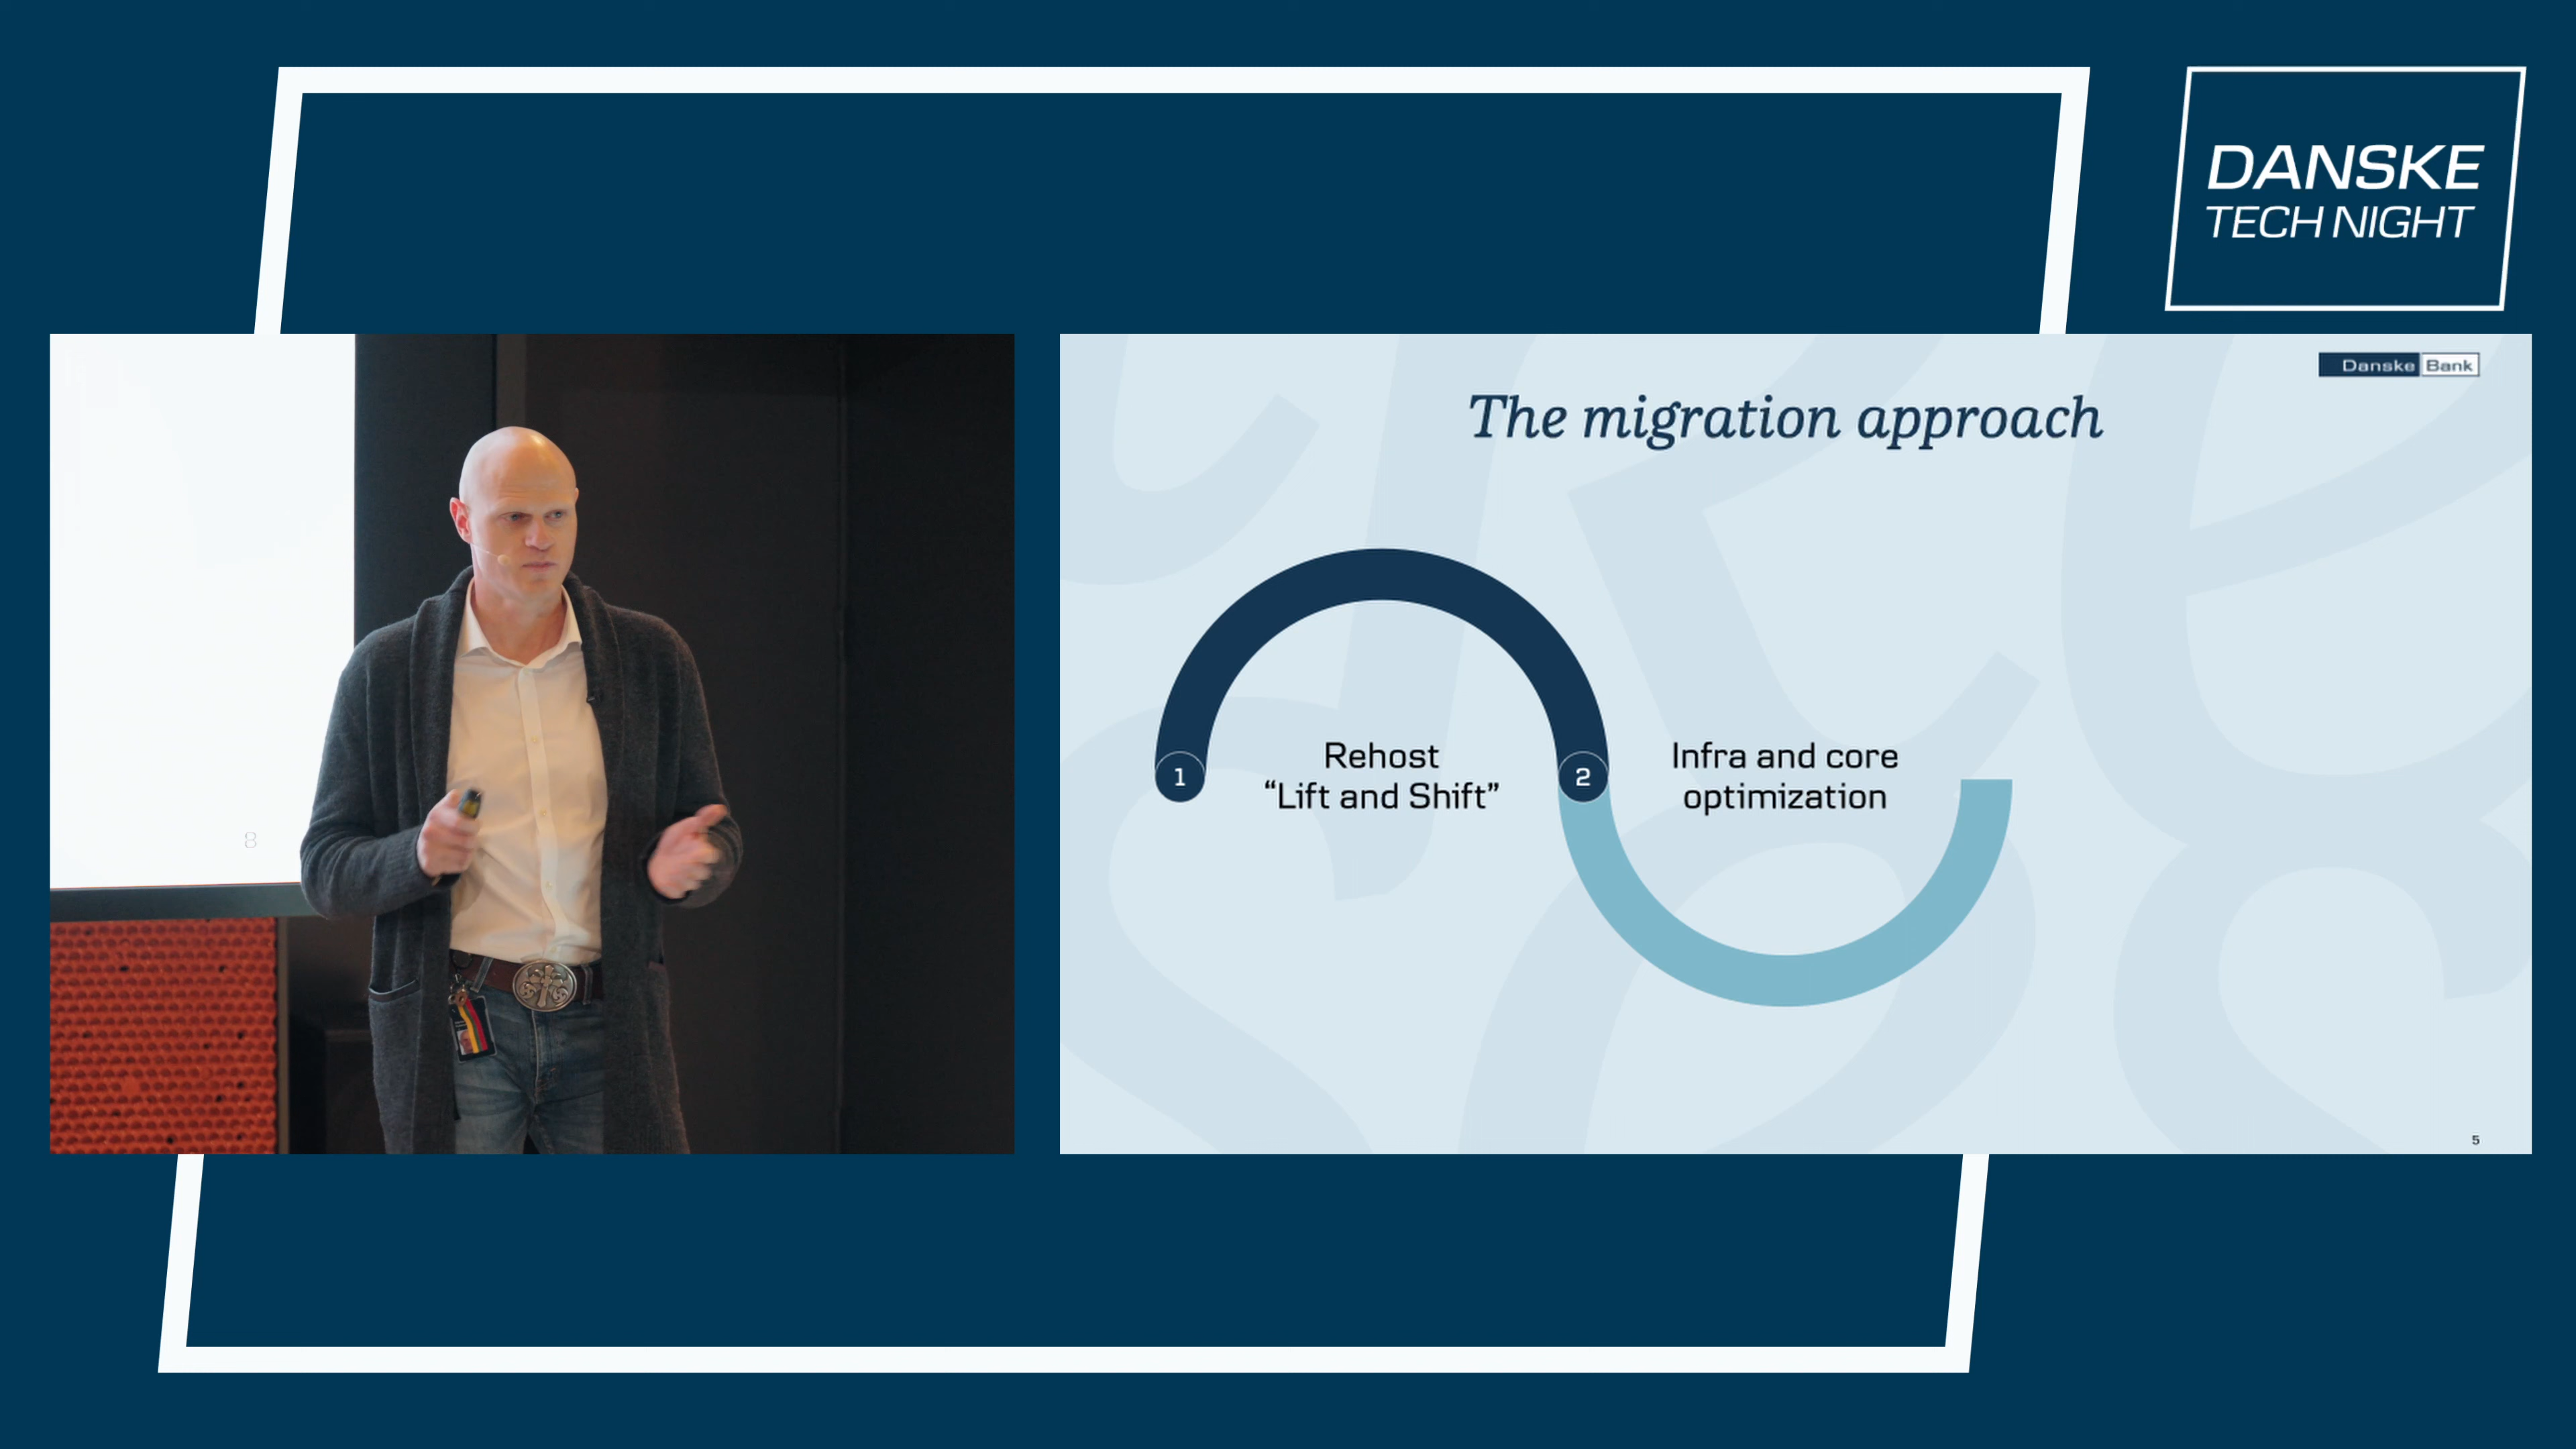 DANSKE
TECH NIGHT
Danske Bank
The migration approach
1
Rehost
“Lift and Shift”
2
Infra and core
optimization
5
8